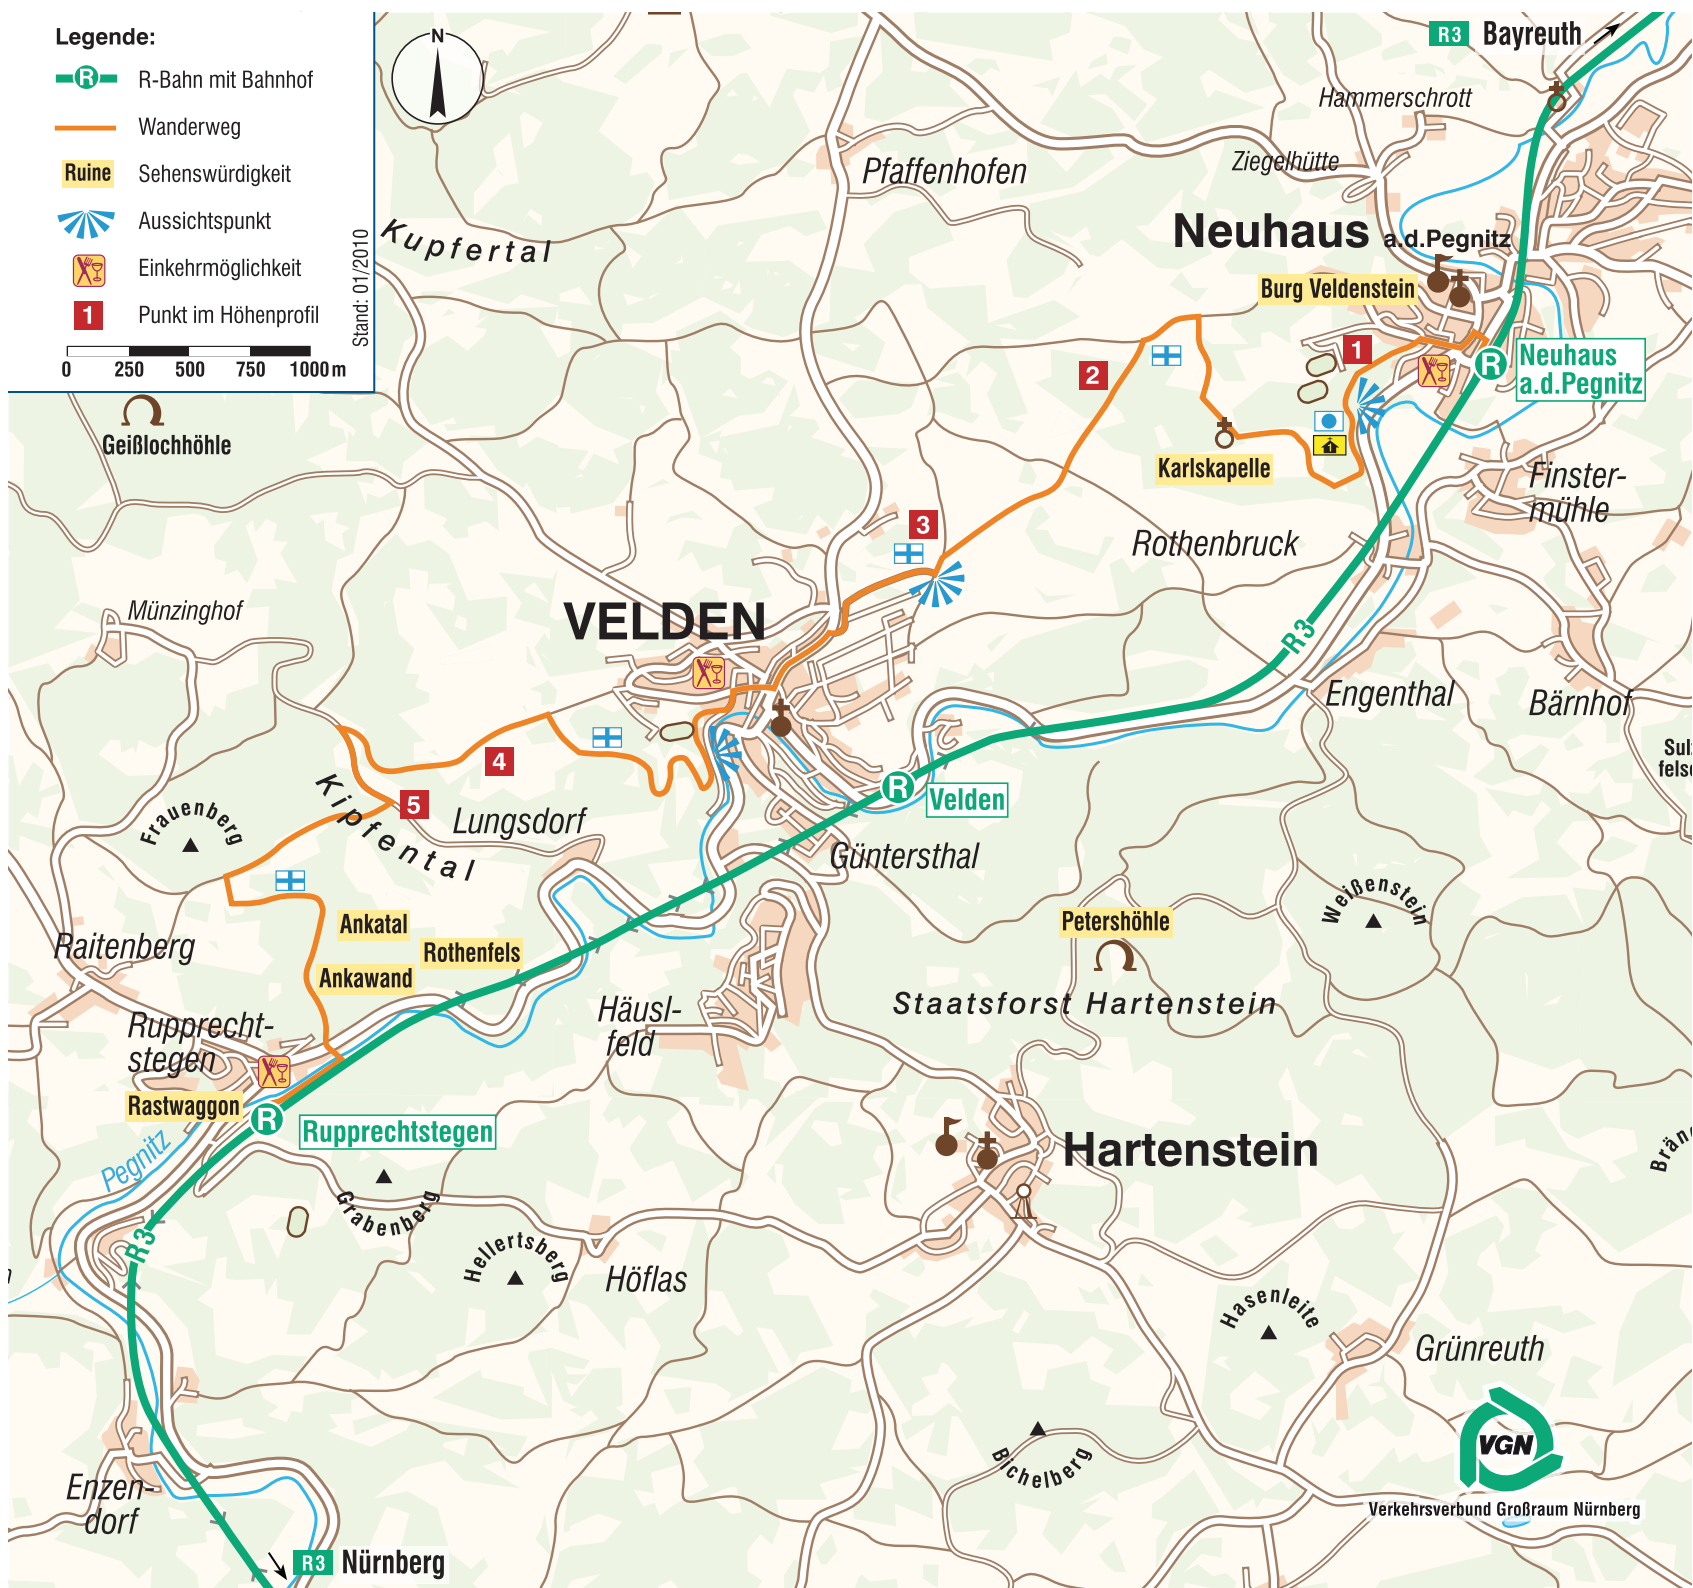 Legende:
R R-Bahn mit Bahnhof
Wanderweg
Ruine Sehenswürdigkeit
Aussichtspunkt
Einkehrmöglichkeit
1 Punkt im Höhenprofil
0 250 500 750 1000 m
Stand: 01/2010
N
R3 Bayreuth
Hammerschrott
Ziegelhütte
Pfaffenhofen
Kupfertal
Neuhaus a.d.Pegnitz
Burg Veldenstein
1
R
Neuhaus
a.d.Pegnitz
2
Geißlochhöhle
Karlskapelle
Finster-
mühle
3
Rothenbruck
Münzinghof
VELDEN
R3
Engenthal
Bärnhof
4
5
Kipfental
Lungsdorf
R
Velden
Güntersthal
Frauenberg
Weißenstein
Petershöhle
Ankatal
Rothenfels
Ankawand
Raitenberg
Staatsforst Hartenstein
Häusl-
feld
Rupprecht-
stegen
Rastwaggon
R
Rupprechtstegen
Pegnitz
Hartenstein
Grabenberg
R3
Hellertsberg
Höflas
Hasenleite
Grünreuth
Bichelberg
VGN
Verkehrsverbund Großraum Nürnberg
Enzen-
dorf
R3 Nürnberg